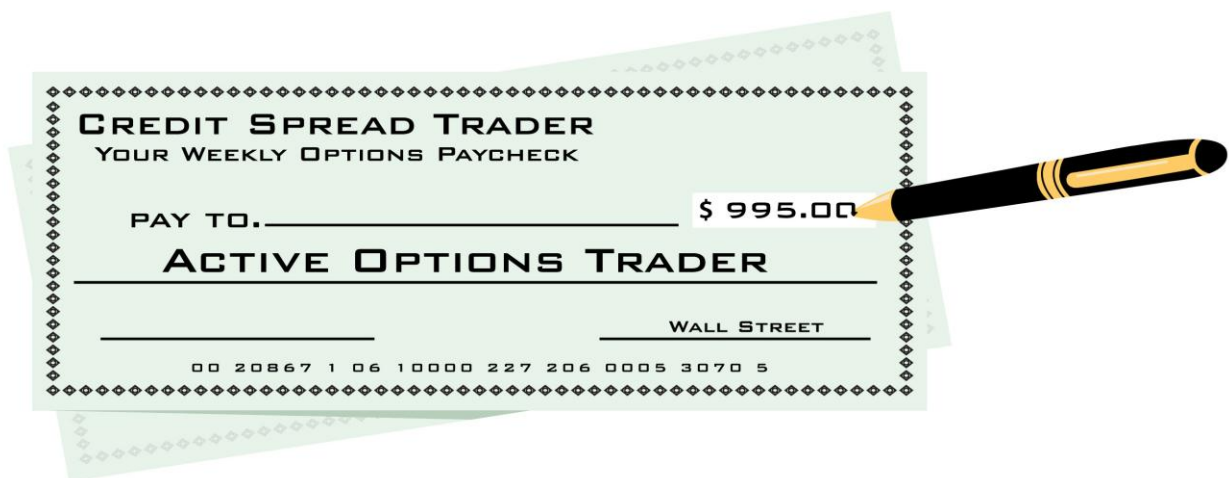 CREDIT SPREAD TRADER
YOUR WEEKLY OPTIONS PAYCHECK
PAY TO.
$ 995.00
ACTIVE OPTIONS TRADER
WALL STREET
00 20867 1 06 10000 227 206 0005 3070 5